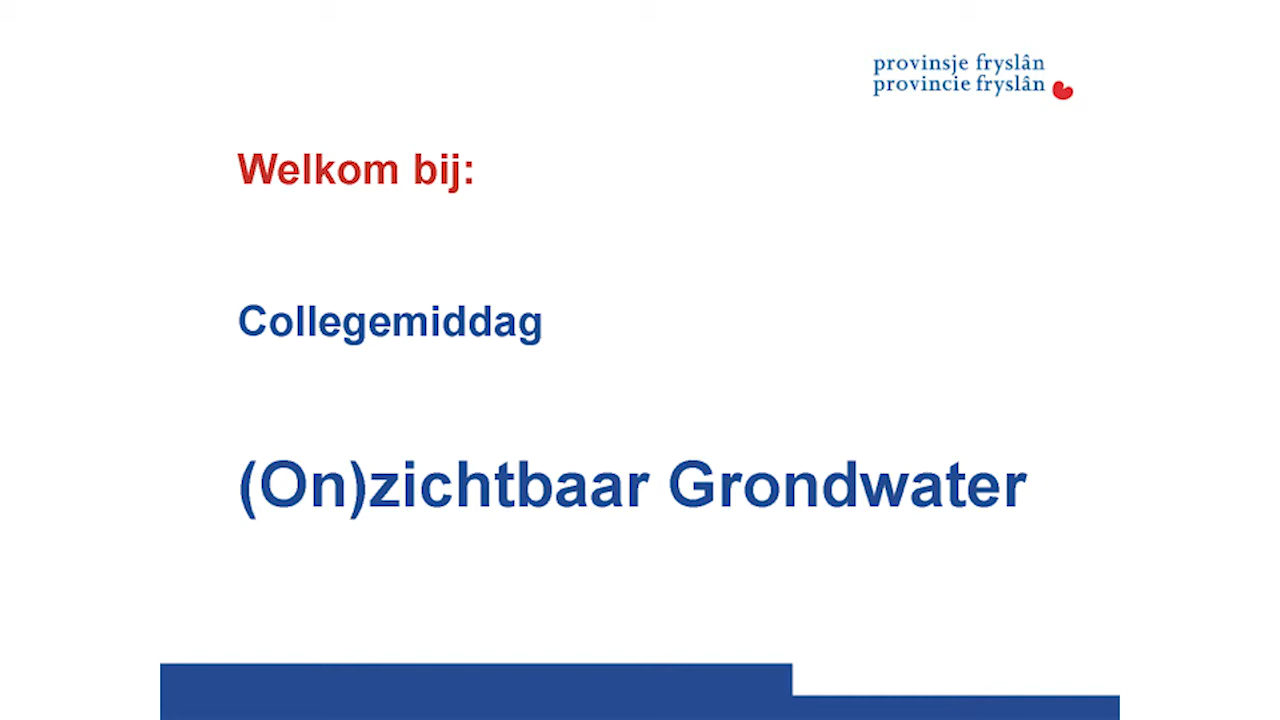 provinsje fryslân
provincie fryslân
Welkom bij:
Collegemiddag
(On)zichtbaar Grondwater